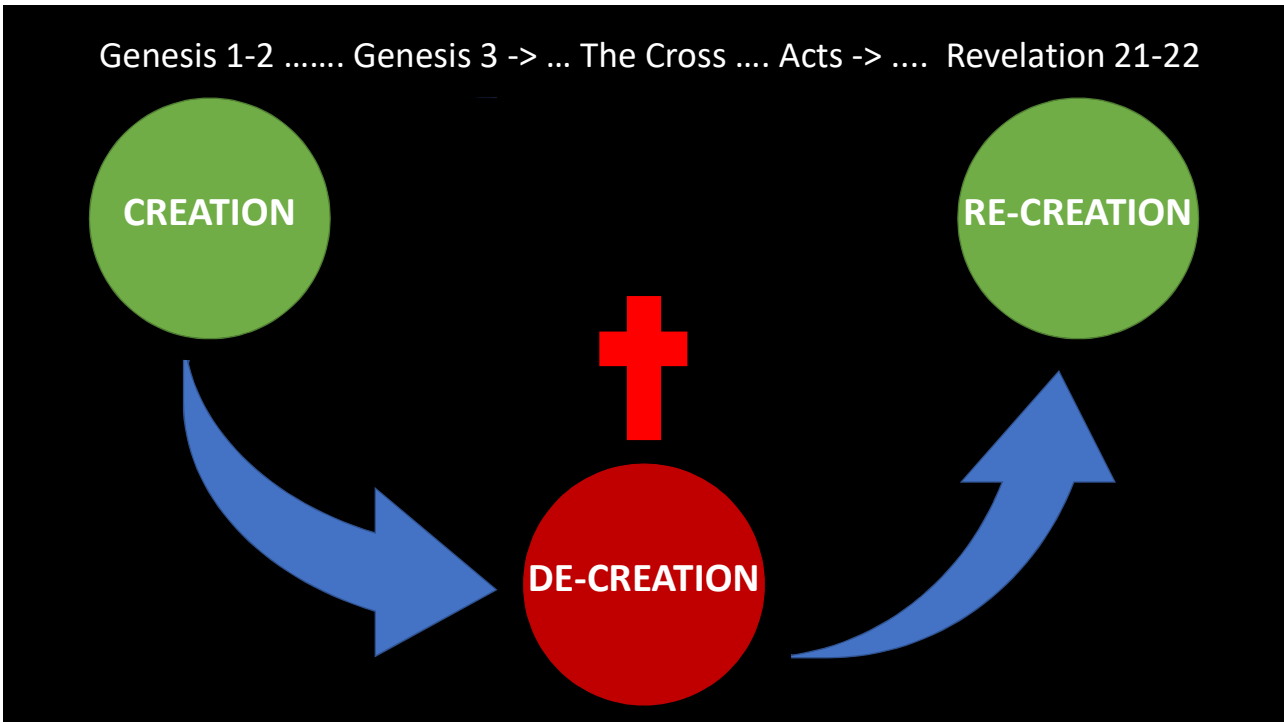 Genesis 1-2 ....... Genesis 3 -> ... The Cross .... Acts -> .... Revelation 21-22
CREATION
RE-CREATION
DE-CREATION